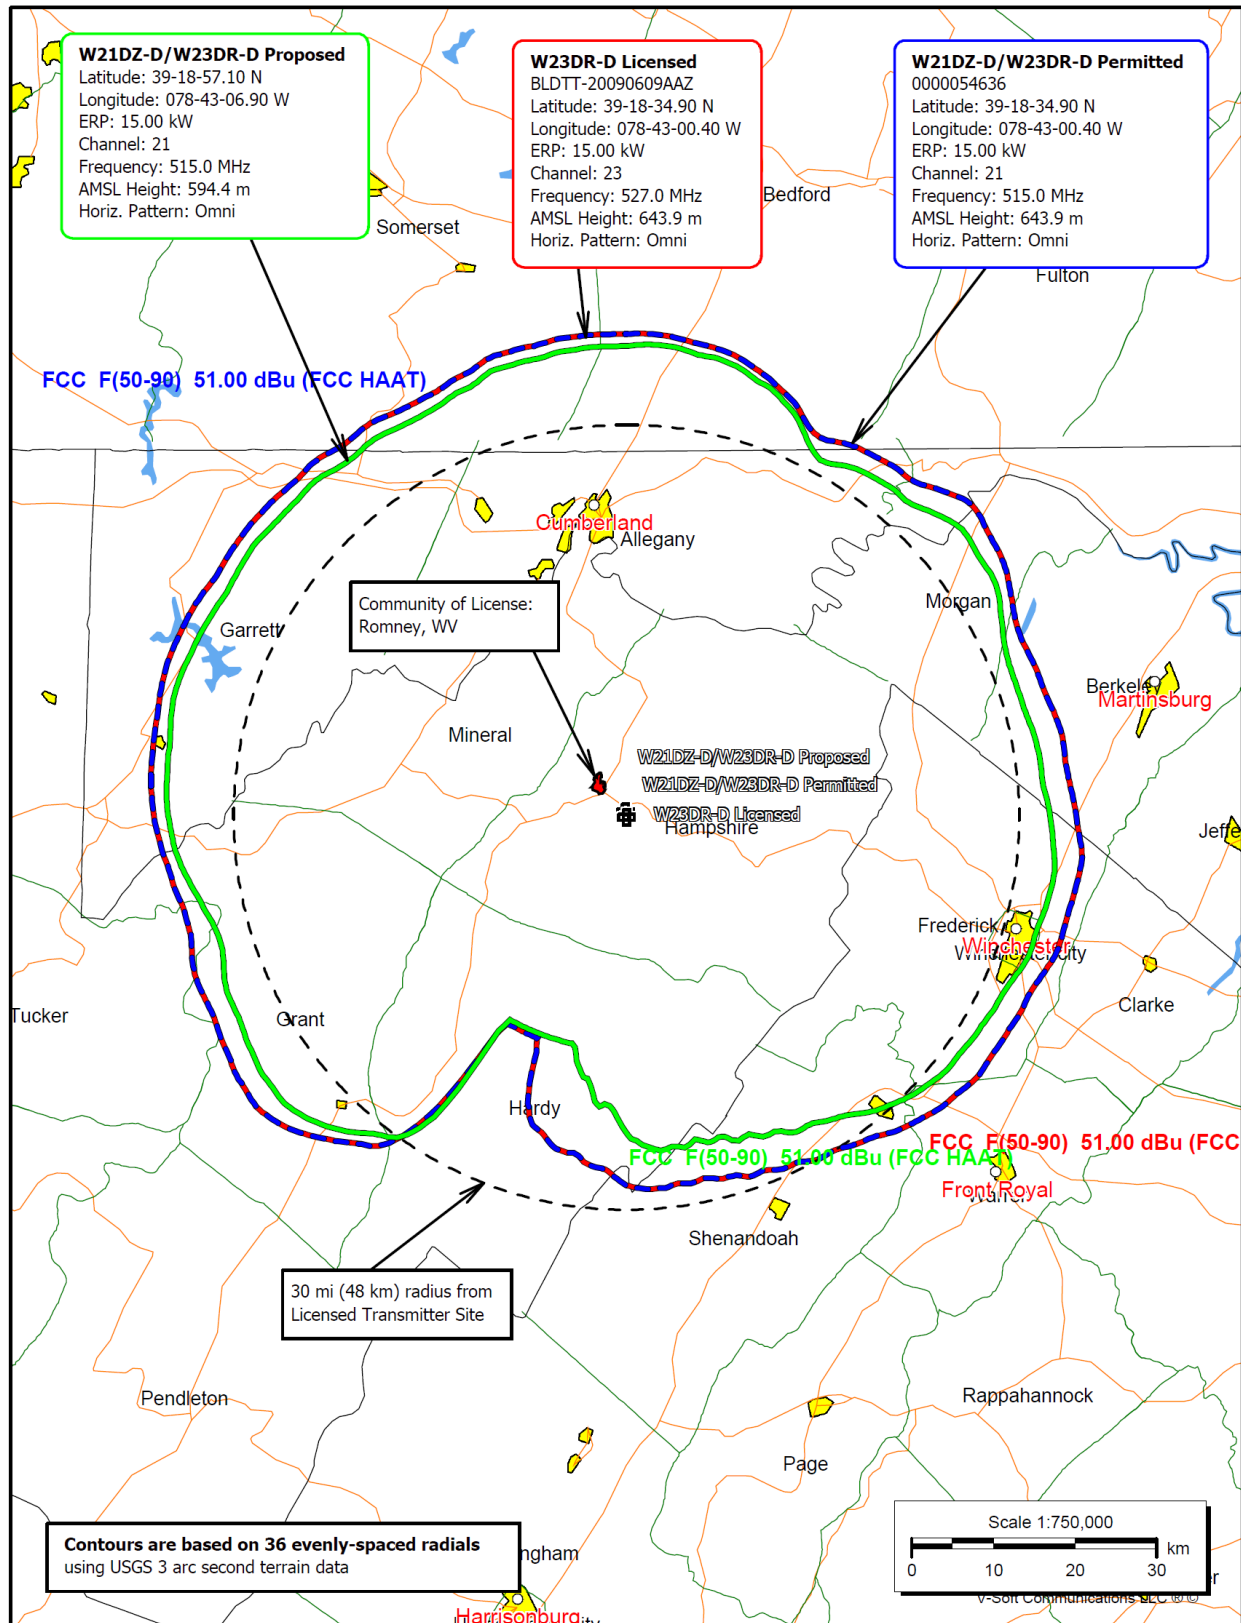 W21DZ-D/W23DR-D Proposed
Latitude: 39-18-57.10 N
Longitude: 078-43-06.90 W
ERP: 15.00 kW
Channel: 21
Frequency: 515.0 MHz
AMSL Height: 594.4 m
Horiz. Pattern: Omni
W23DR-D Licensed
BLDTT-20090609AAZ
Latitude: 39-18-34.90 N
Longitude: 078-43-00.40 W
ERP: 15.00 kW
Channel: 23
Frequency: 527.0 MHz
AMSL Height: 643.9 m
Horiz. Pattern: Omni
W21DZ-D/W23DR-D Permitted
0000054636
Latitude: 39-18-34.90 N
Longitude: 078-43-00.40 W
ERP: 15.00 kW
Channel: 21
Frequency: 515.0 MHz
AMSL Height: 643.9 m
Horiz. Pattern: Omni
Bedford
Somerset
Fulton
FCC F(50-90) 51.00 dBu (FCC HAAT)
Cumberland
Allegany
Community of License:
Romney, WV
Morgan
Garrett
Berkele
Martinsburg
Mineral
W21DZ-D/W23DR-D Proposed
W21DZ-D/W23DR-D Permitted
W23DR-D Licensed
Hampshire
Jeffe
Frederick
Winchester
city
Clarke
Tucker
Grant
Hardy
FCC F(50-90) 51.00 dBu (FCC
FCC F(50-90) 51.00 dBu (FCC HAAT)
Front Royal
Shenandoah
30 mi (48 km) radius from
Licensed Transmitter Site
Pendleton
Rappahannock
Page
Contours are based on 36 evenly-spaced radials
using USGS 3 arc second terrain data
ngham
Harrisonburg
city
Scale 1:750,000
km
0 10 20 30
er
V-Soft Communications LLC ® ©